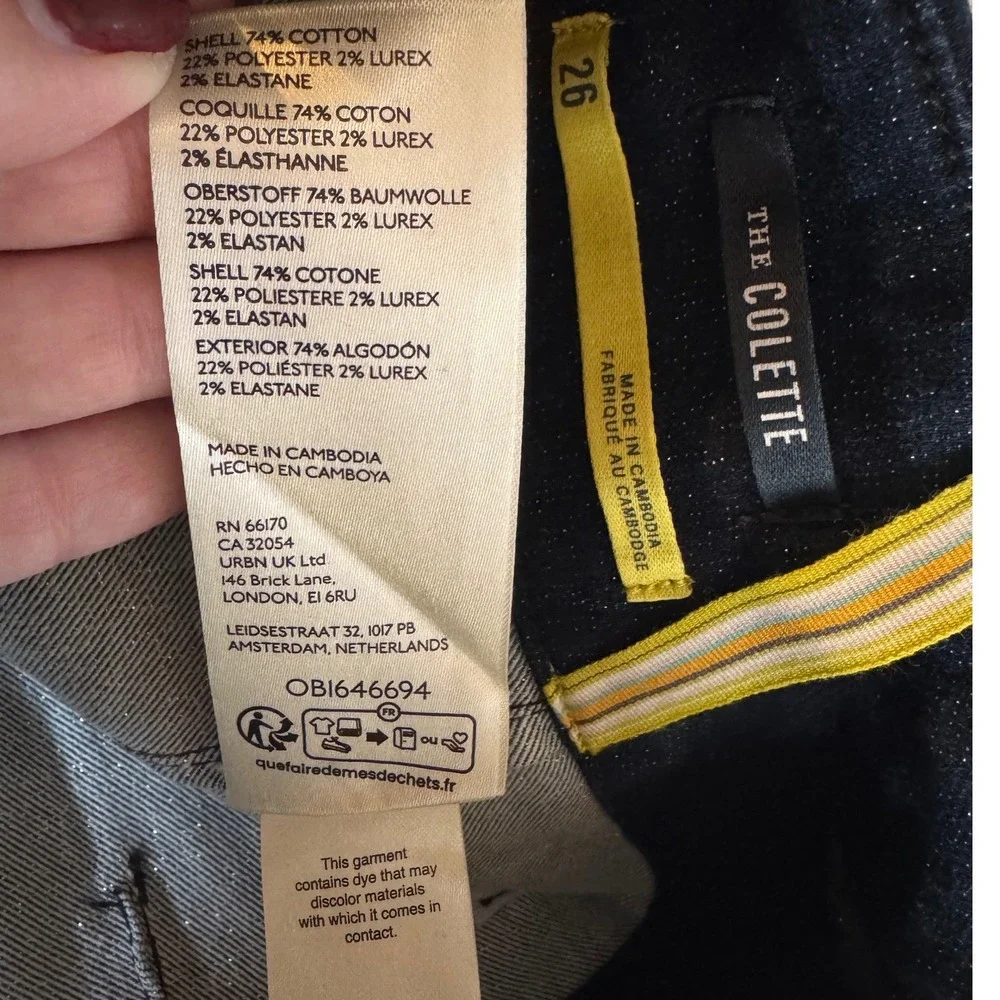 SHELL 74% COTTON
22% POLYESTER 2% LUREX
2% ELASTANE
COQUILLE 74% COTON
22% POLYESTER 2% LUREX
2% ÉLASTHANNE
OBERSTOFF 74% BAUMWOLLE
22% POLYESTER 2% LUREX
2% ELASTAN
SHELL 74% COTONE
22% POLIESTERE 2% LUREX
2% ELASTAN
EXTERIOR 74% ALGODÓN
22% POLIÉSTER 2% LUREX
2% ELASTANE
MADE IN CAMBODIA
HECHO EN CAMBOYA
RN 66170
CA 32054
URBN UK Ltd
146 Brick Lane,
LONDON, E1 6RU
LEIDSESTRAAT 32, 1017 PB
AMSTERDAM, NETHERLANDS
OB1646694
FR
OU
quefairedemesdechets.fr
This garment
contains dye that may
discolor materials
with which it comes in
contact.
26
MADE IN CAMBODIA
FABRIQUÉ AU CAMBODGE
THE COLETTE